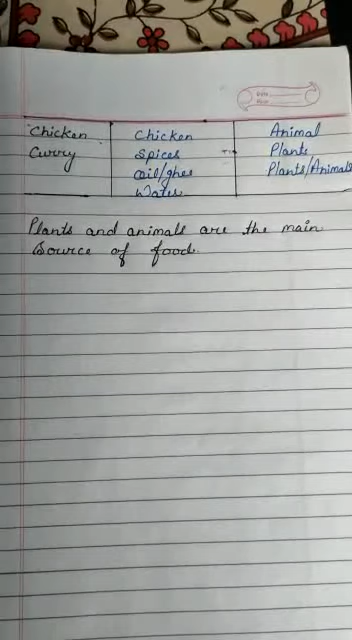 Chicken Chicken Animal
Curry Spices Plants
Oil/ghee Plants/Animals
Water
Plants and animals are the main
source of food.